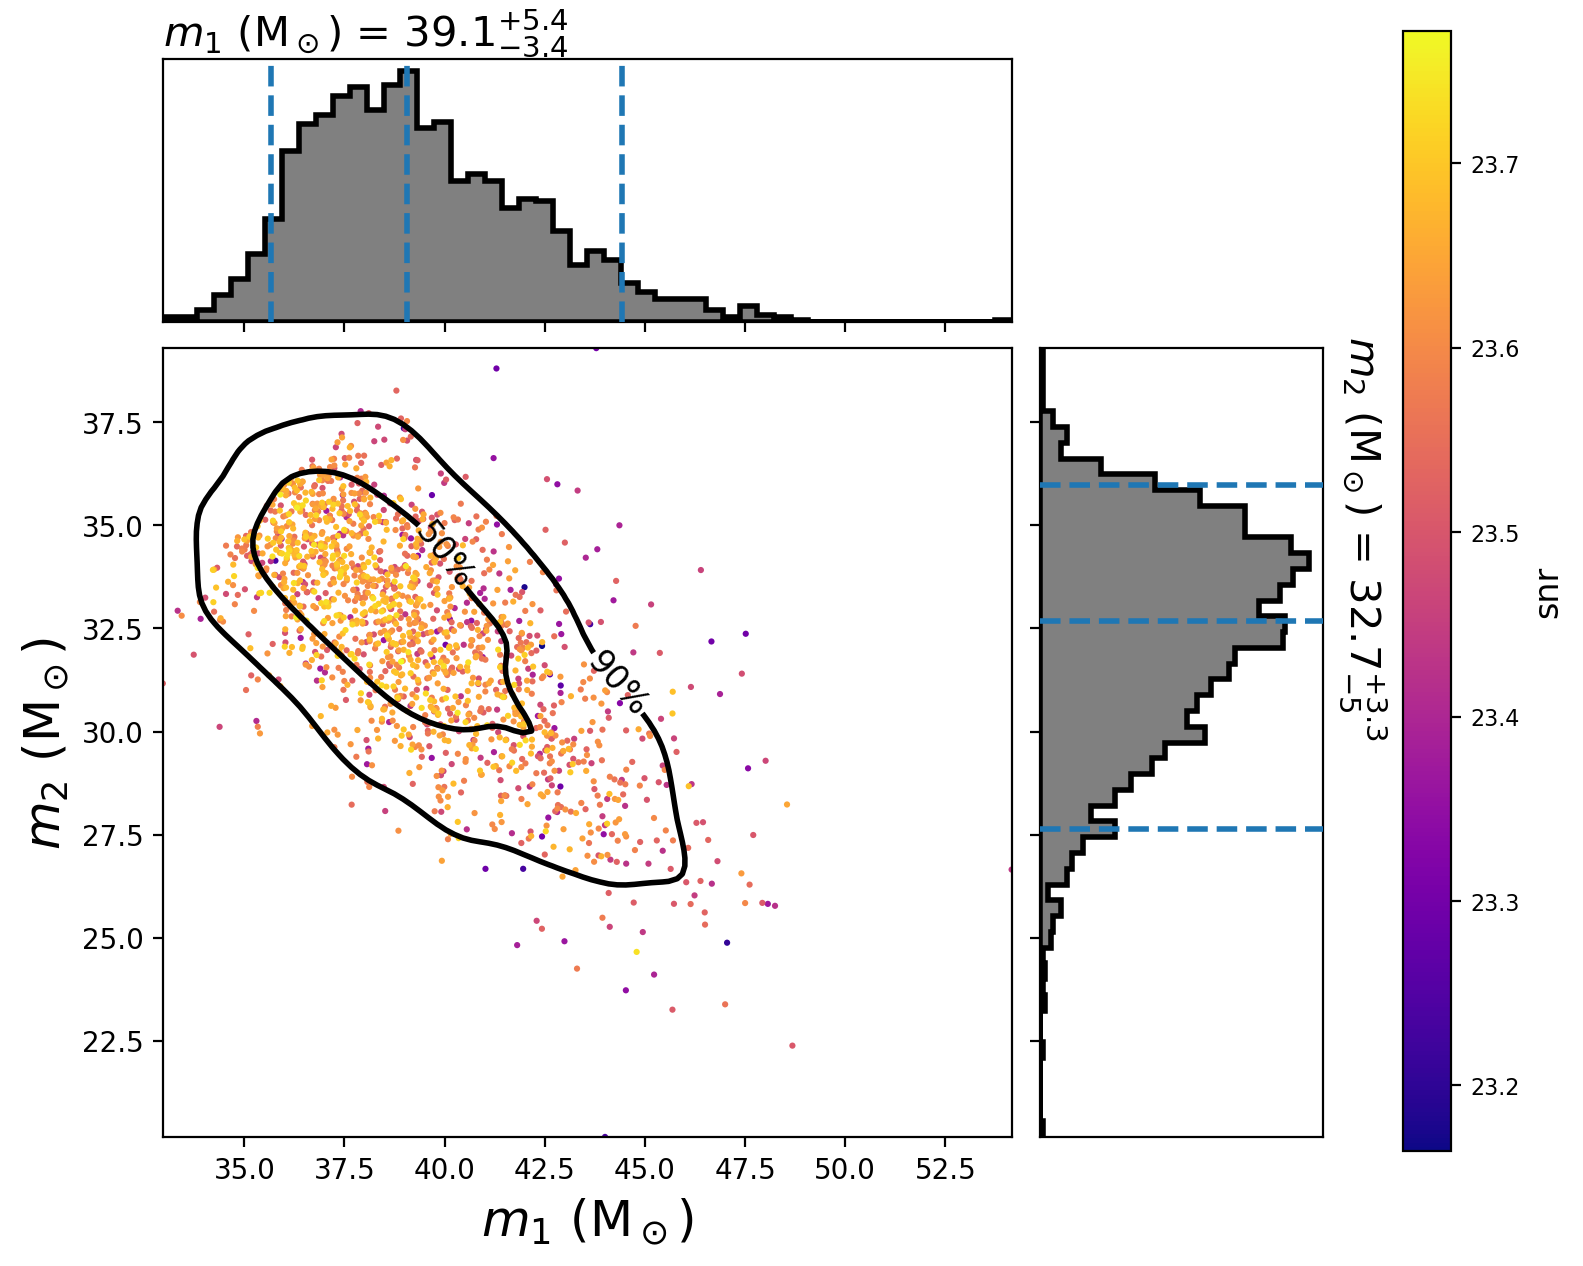 m₁ (M⊙) = 39.1⁺⁵·⁴₋₃.₄
37.5
35.0
32.5
30.0
27.5
25.0
22.5
m₂ (M⊙)
50%
90%
35.0 37.5 40.0 42.5 45.0 47.5 50.0 52.5
m₁ (M⊙)
m₂ (M⊙) = 32.7⁺³·³₋₅
23.7
23.6
23.5
23.4
23.3
23.2
snr